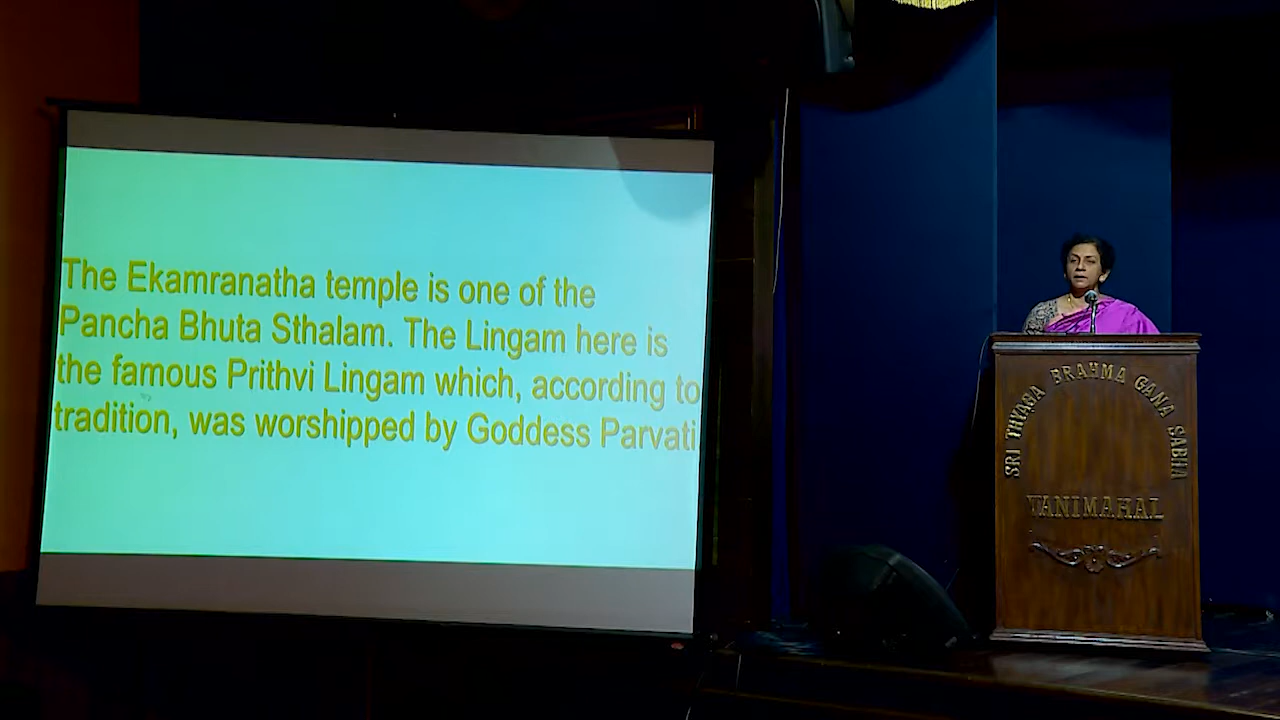 The Ekamranatha temple is one of the
Pancha Bhuta Sthalam. The Lingam here is
the famous Prithvi Lingam which, according to
tradition, was worshipped by Goddess Parvati
SRI THYAGA BRAHMA GANA SABHA
VANIMAHAL